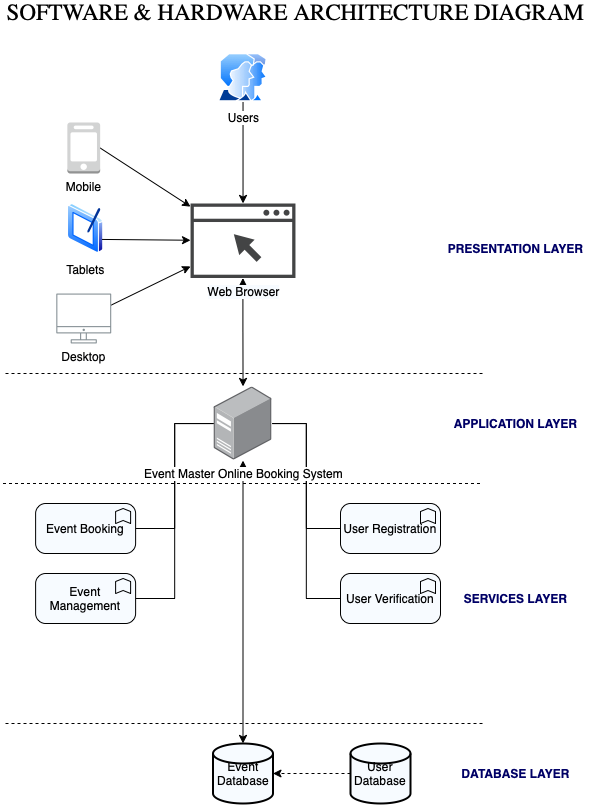 SOFTWARE & HARDWARE ARCHITECTURE DIAGRAM
Users
Mobile
Tablets
PRESENTATION LAYER
Web Browser
Desktop
APPLICATION LAYER
Event Master Online Booking System
Event Booking
User Registration
Event
Management
User Verification
SERVICES LAYER
Event
Database
User
Database
DATABASE LAYER